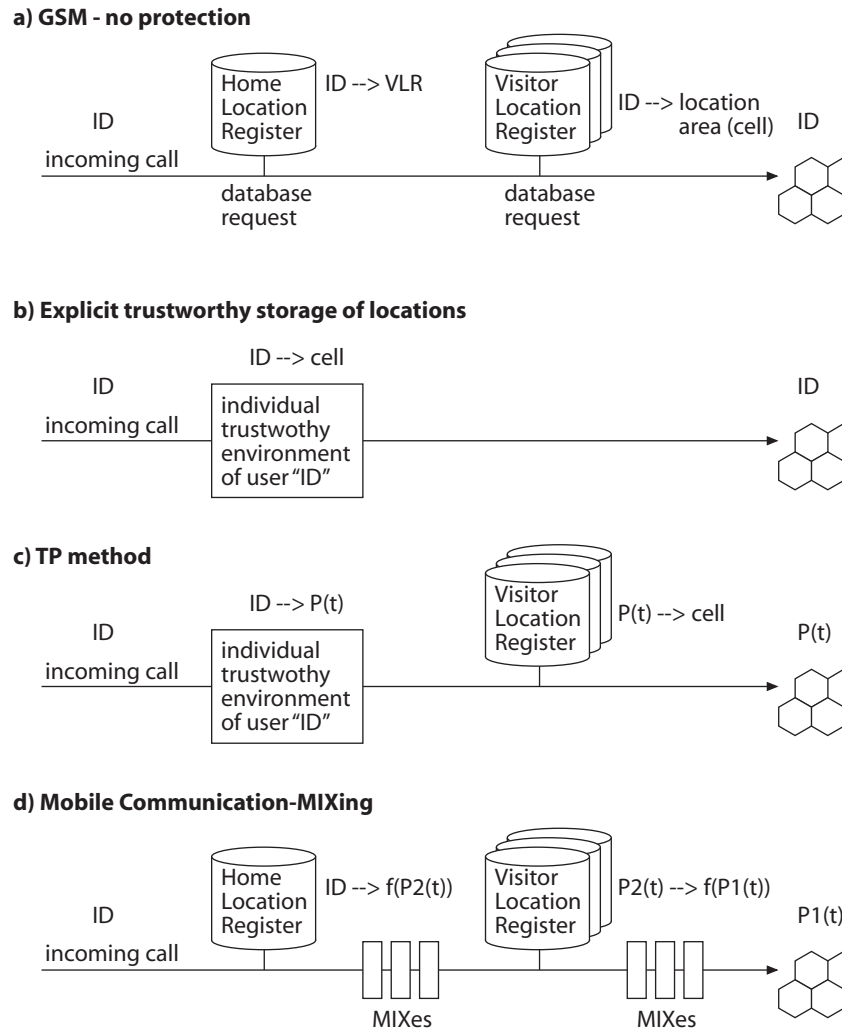 a) GSM - no protection
Home
Location
Register
ID --> VLR
Visitor
Location
Register
ID --> location
area (cell)
ID
incoming call
ID
database
request
database
request
b) Explicit trustworthy storage of locations
ID --> cell
ID
incoming call
individual
trustwothy
environment
of user "ID"
ID
c) TP method
ID --> P(t)
Visitor
Location
Register
P(t) --> cell
ID
incoming call
individual
trustwothy
environment
of user "ID"
P(t)
d) Mobile Communication-MIXing
Home
Location
Register
ID --> f(P2(t))
Visitor
Location
Register
P2(t) --> f(P1(t))
ID
incoming call
P1(t)
MIXes
MIXes